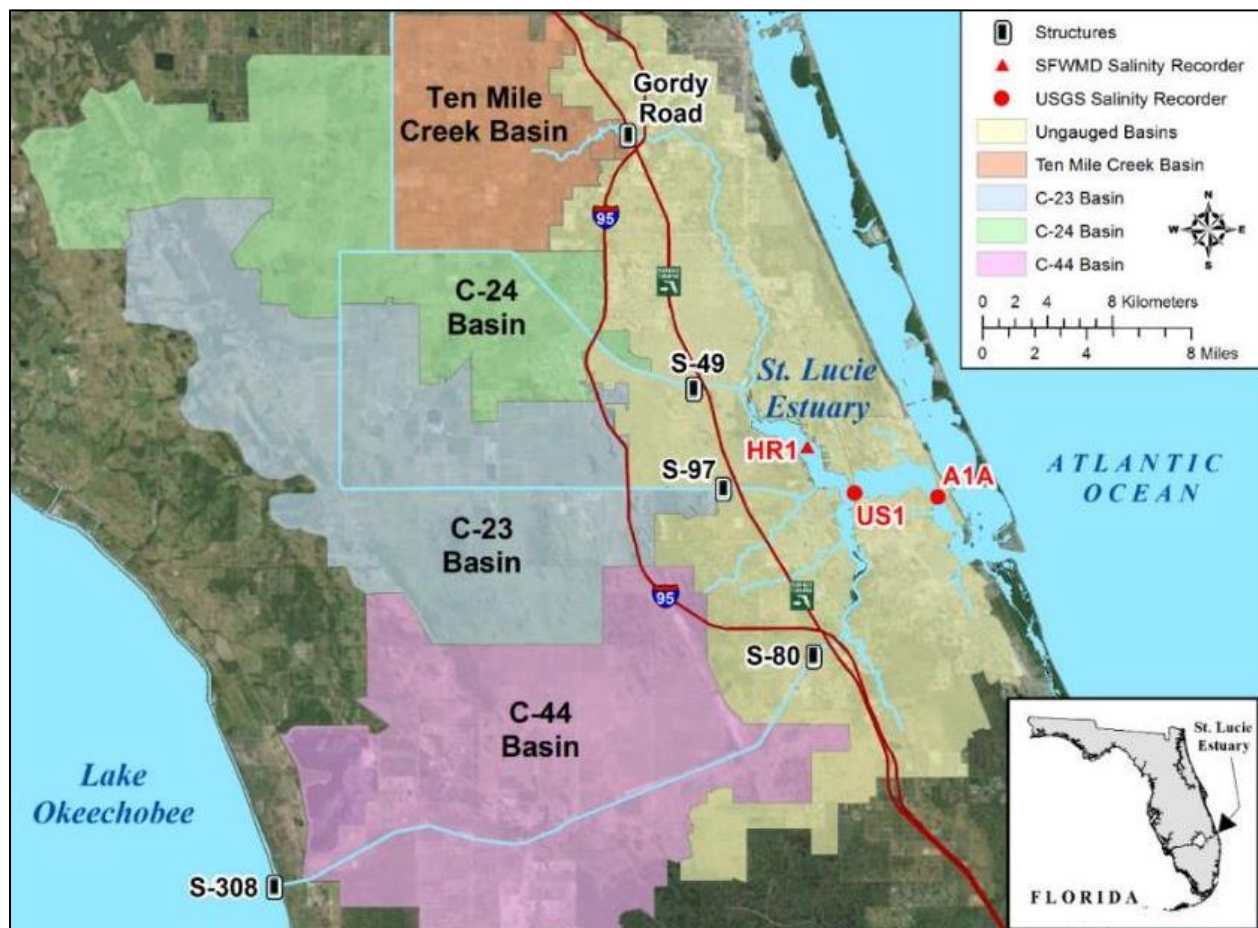 Structures
SFWMD Salinity Recorder
USGS Salinity Recorder
Ungauged Basins
Ten Mile Creek Basin
C-23 Basin
C-24 Basin
C-44 Basin
N
W E
S
0 2 4 8 Kilometers
0 2 4 8 Miles
Ten Mile
Creek Basin
Gordy
Road
95
C-24
Basin
S-49
St. Lucie
Estuary
HR1
S-97
A1A
US1
ATLANTIC
OCEAN
C-23
Basin
95
S-80
C-44
Basin
Lake
Okeechobee
S-308
St. Lucie
Estuary
FLORIDA